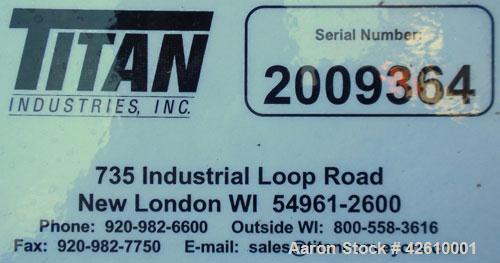 TITAN
INDUSTRIES, INC.
Serial Number:
2009364
735 Industrial Loop Road
New London WI 54961-2600
Phone: 920-982-6600 Outside WI: 800-558-3616
Fax: 920-982-7750 E-mail:
Aaron Stock # 42610001